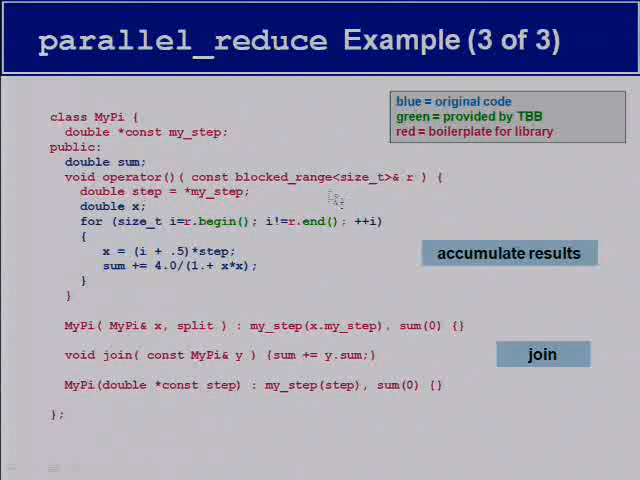 parallel_reduce Example (3 of 3)
blue = original code
green = provided by TBB
red = boilerplate for library
class MyPi {
double *const my_step;
public:
double sum;
void operator()( const blocked_range<size_t>& r ) {
double step = *my_step;
double x;
for (size_t i=r.begin(); i!=r.end(); ++i)
{
x = (i + .5)*step;
sum += 4.0/(1.+ x*x);
}
}
accumulate results
MyPi( MyPi& x, split ) : my_step(x.my_step), sum(0) {}
void join( const MyPi& y ) {sum += y.sum;}
join
MyPi(double *const step) : my_step(step), sum(0) {}
};